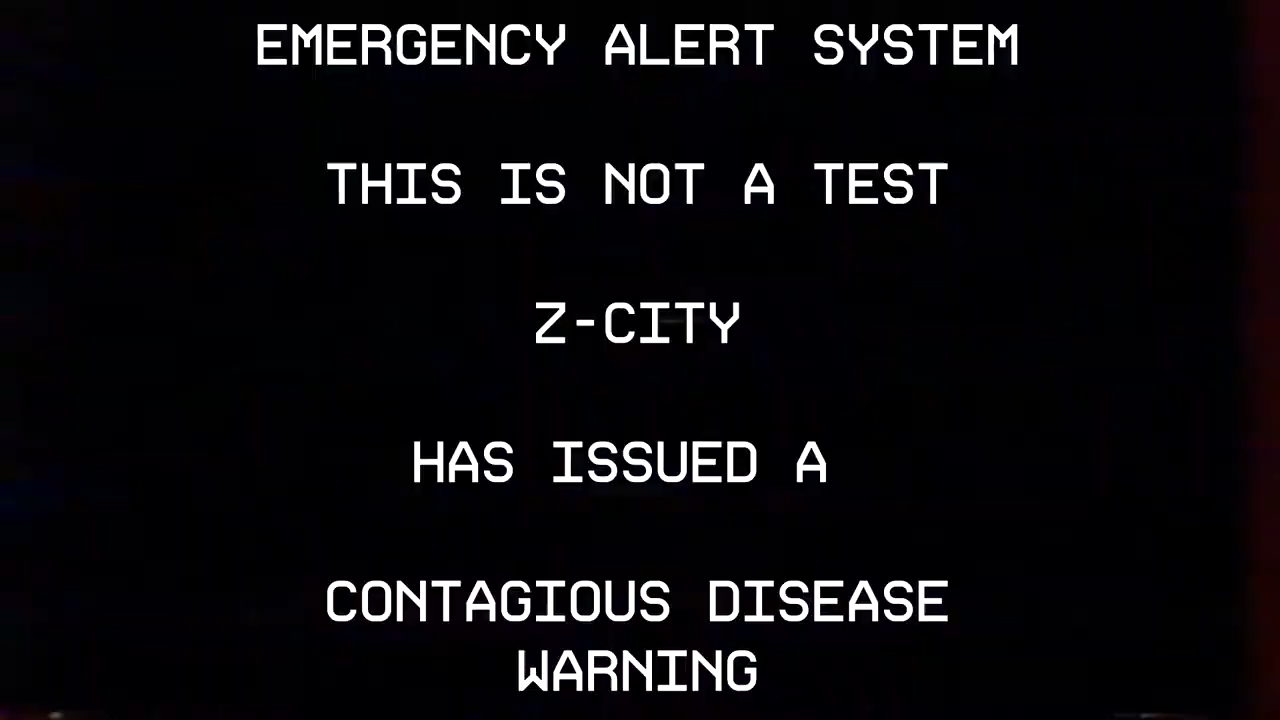 EMERGENCY ALERT SYSTEM
THIS IS NOT A TEST
Z-CITY
HAS ISSUED A
CONTAGIOUS DISEASE
WARNING